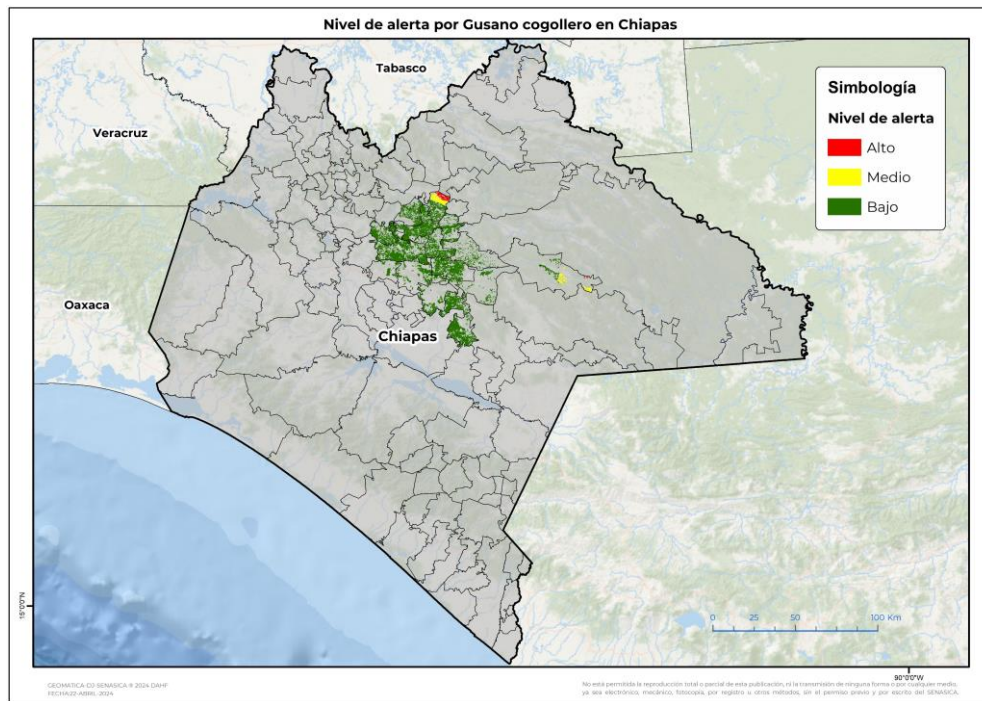 Nivel de alerta por Gusano cogollero en Chiapas
Tabasco
Veracruz
Oaxaca
Chiapas
Simbología
Nivel de alerta
Alto
Medio
Bajo
15°0'0"N
0 25 50 100 Km
90°0'0"W
GEOMÁTICA-DJ SENASICA ® 2024 DAHF
FECHA:22-ABRIL-2024
No está permitida la reproducción total o parcial de esta publicación, ni la transmisión de ninguna forma o por cualquier medio,
ya sea electrónico, mecánico, fotocopia, por registro u otros métodos, sin el permiso previo y por escrito del SENASICA.